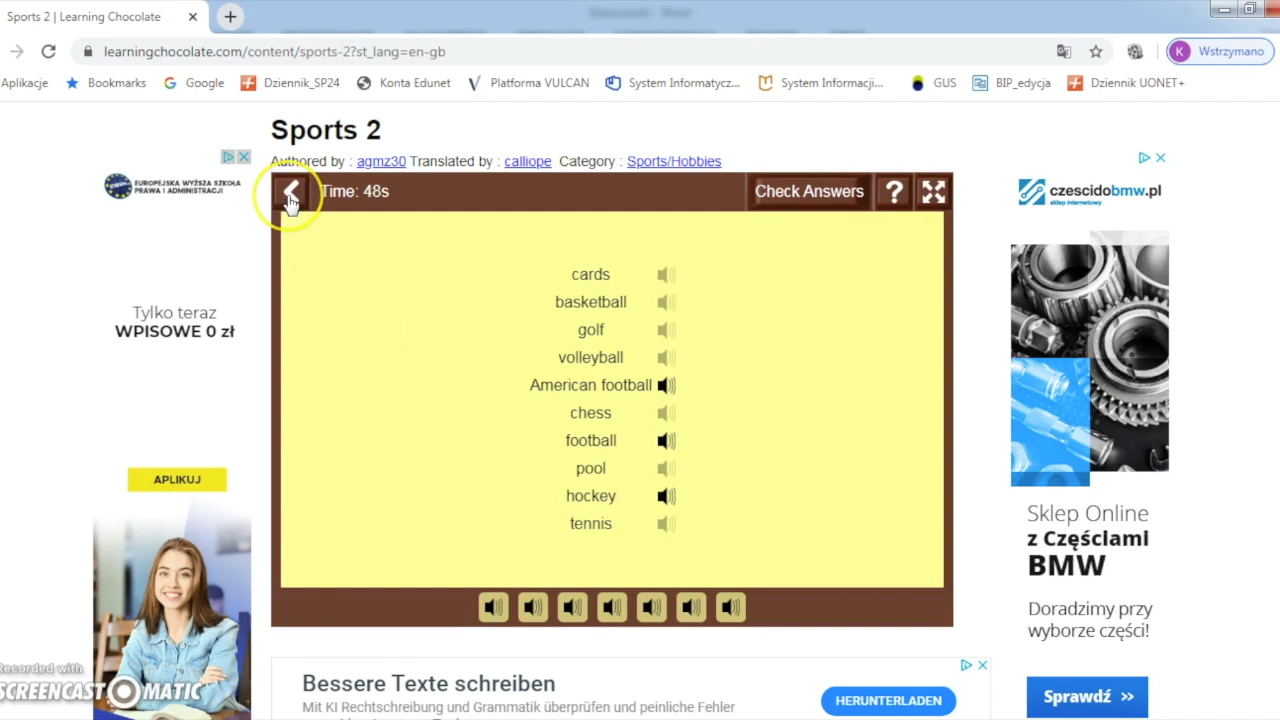 Sports 2 | Learning Chocolate
learningchocolate.com/content/sports-2?st_lang=en-gb
K Wstrzymano
Aplikacje Bookmarks Google Dziennik_SP24 Konta Edunet Platforma VULCAN System Informatycz... System Informacji... GUS BIP_edycja Dziennik UONET+
Sports 2
Authored by : agmz30 Translated by : calliope Category : Sports/Hobbies
Time: 48s Check Answers ?
EUROPEJSKA WYŻSZA SZKOŁA
PRAWA I ADMINISTRACJI
czescidobmw.pl
sklep internetowy
cards
basketball
golf
volleyball
American football
chess
football
pool
hockey
tennis
Tylko teraz
WPISOWE 0 zł
APLIKUJ
Sklep Online
z Częściami
BMW
Doradzimy przy
wyborze części!
Sprawdź »
Bessere Texte schreiben
Mit KI Rechtschreibung und Grammatik überprüfen und peinliche Fehler
HERUNTERLADEN
Recorded with
SCREENCAST-O-MATIC